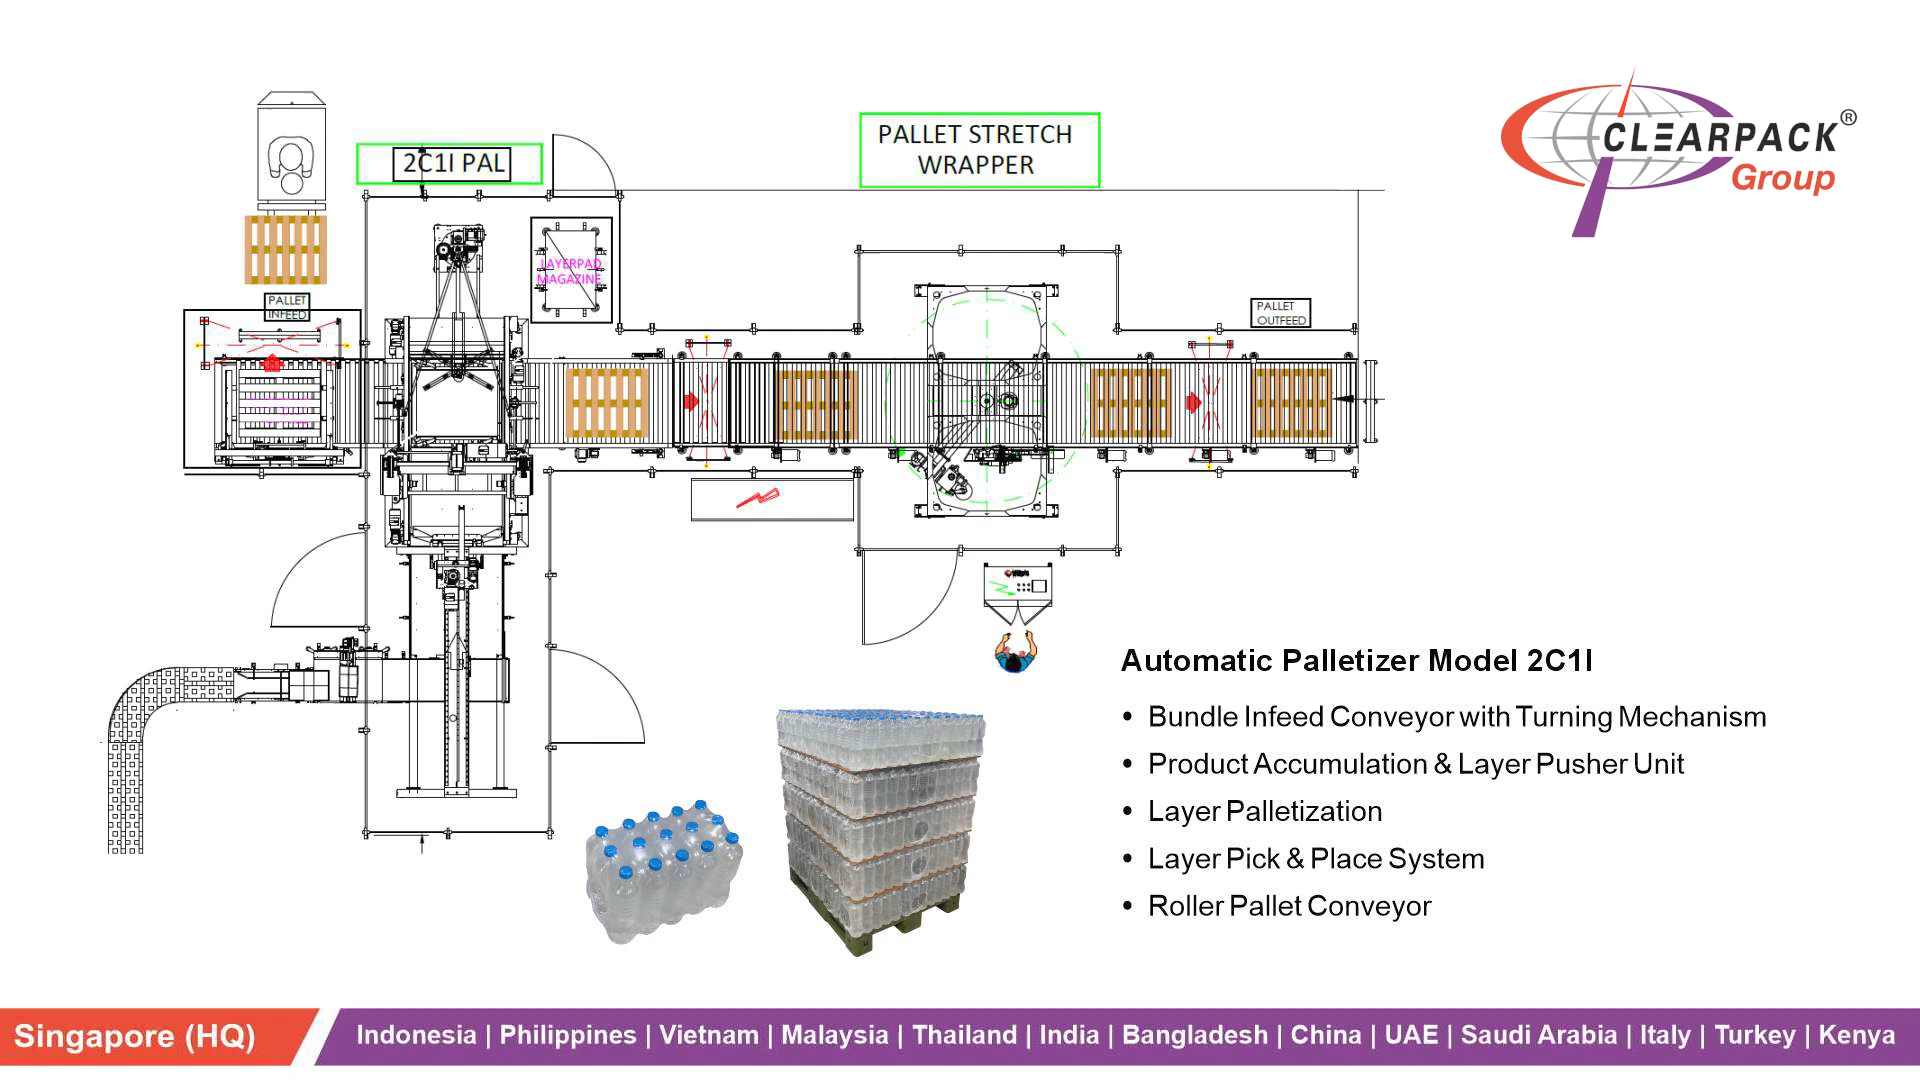 2C1I PAL
PALLET STRETCH
WRAPPER
CLEARPACK®
Group
LAYERPAD
MAGAZINE
PALLET
INFEED
PALLET
OUTFEED
Automatic Palletizer Model 2C1I
• Bundle Infeed Conveyor with Turning Mechanism
• Product Accumulation & Layer Pusher Unit
• Layer Palletization
• Layer Pick & Place System
• Roller Pallet Conveyor
Singapore (HQ)
Indonesia | Philippines | Vietnam | Malaysia | Thailand | India | Bangladesh | China | UAE | Saudi Arabia | Italy | Turkey | Kenya